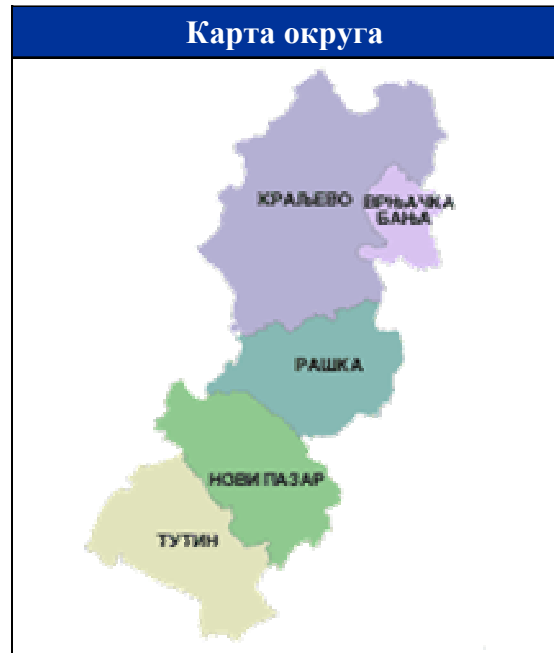 Карта округа
КРАЉЕВО
ВРЊАЧКА
БАЊА
РАШКА
НОВИ ПАЗАР
ТУТИН